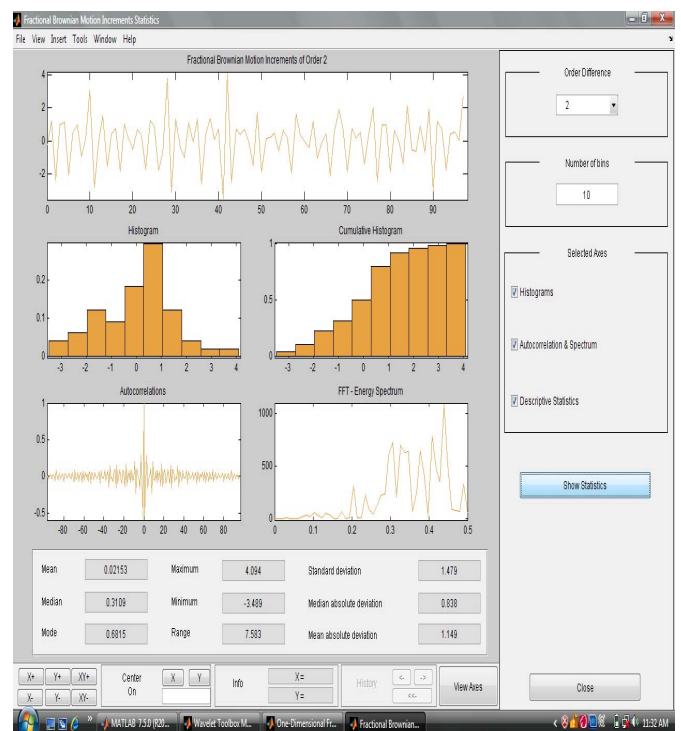 Fractional Brownian Motion Increments Statistics
File View Insert Tools Window Help
Fractional Brownian Motion Increments of Order 2
4
2
0
-2
0 10 20 30 40 50 60 70 80 90
Histogram
0.2
0.1
0
-3 -2 -1 0 1 2 3 4
Cumulative Histogram
1
0.5
0
-3 -2 -1 0 1 2 3 4
Autocorrelations
1
0.5
0
-0.5
-80 -60 -40 -20 0 20 40 60 80
FFT - Energy Spectrum
1000
500
0
0 0.1 0.2 0.3 0.4 0.5
Mean 0.02153 Maximum 4.094 Standard deviation 1.479
Median 0.3109 Minimum -3.489 Median absolute deviation 0.838
Mode 0.6815 Range 7.583 Mean absolute deviation 1.149
Order Difference
2
Number of bins
10
Selected Axes
Histograms
Autocorrelation & Spectrum
Descriptive Statistics
Show Statistics
X+ Y+ XY+
X- Y- XY-
Center On
X Y
Info
X =
Y =
History
<- ->
<<-
View Axes
Close
MATLAB 7.5.0 (R20... Wavelet Toolbox M... One-Dimensional Fr... Fractional Brownian... 11:32 AM